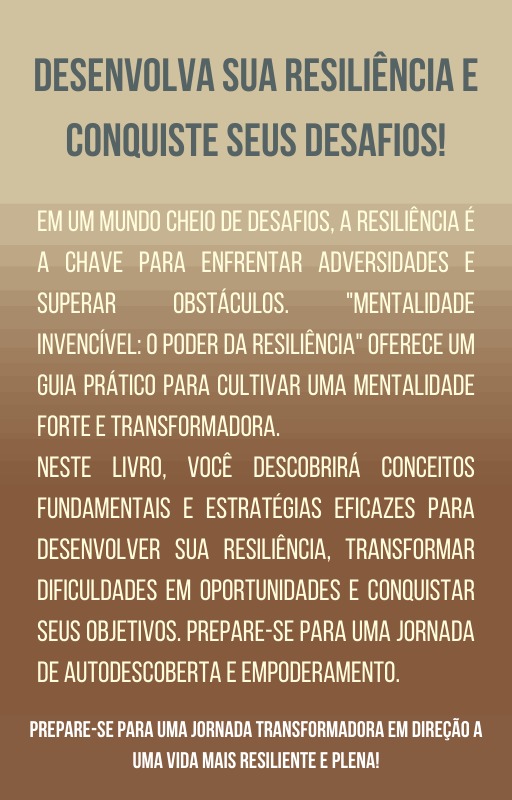 DESENVOLVA SUA RESILIÊNCIA E
CONQUISTE SEUS DESAFIOS!
EM UM MUNDO CHEIO DE DESAFIOS, A RESILIÊNCIA É
A CHAVE PARA ENFRENTAR ADVERSIDADES E
SUPERAR OBSTÁCULOS. "MENTALIDADE
INVENCÍVEL: O PODER DA RESILIÊNCIA" OFERECE UM
GUIA PRÁTICO PARA CULTIVAR UMA MENTALIDADE
FORTE E TRANSFORMADORA.
NESTE LIVRO, VOCÊ DESCOBRIRÁ CONCEITOS
FUNDAMENTAIS E ESTRATÉGIAS EFICAZES PARA
DESENVOLVER SUA RESILIÊNCIA, TRANSFORMAR
DIFICULDADES EM OPORTUNIDADES E CONQUISTAR
SEUS OBJETIVOS. PREPARE-SE PARA UMA JORNADA
DE AUTODESCOBERTA E EMPODERAMENTO.
PREPARE-SE PARA UMA JORNADA TRANSFORMADORA EM DIREÇÃO A
UMA VIDA MAIS RESILIENTE E PLENA!